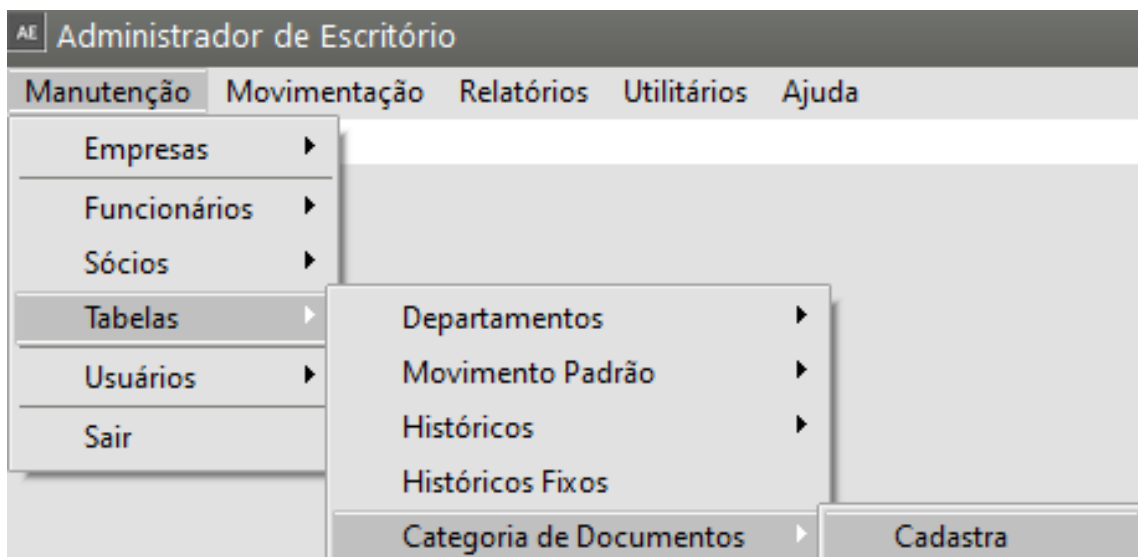 AE Administrador de Escritório
Manutenção Movimentação Relatórios Utilitários Ajuda
Empresas
Funcionários
Sócios
Tabelas
Usuários
Sair
Departamentos
Movimento Padrão
Históricos
Históricos Fixos
Categoria de Documentos
Cadastra